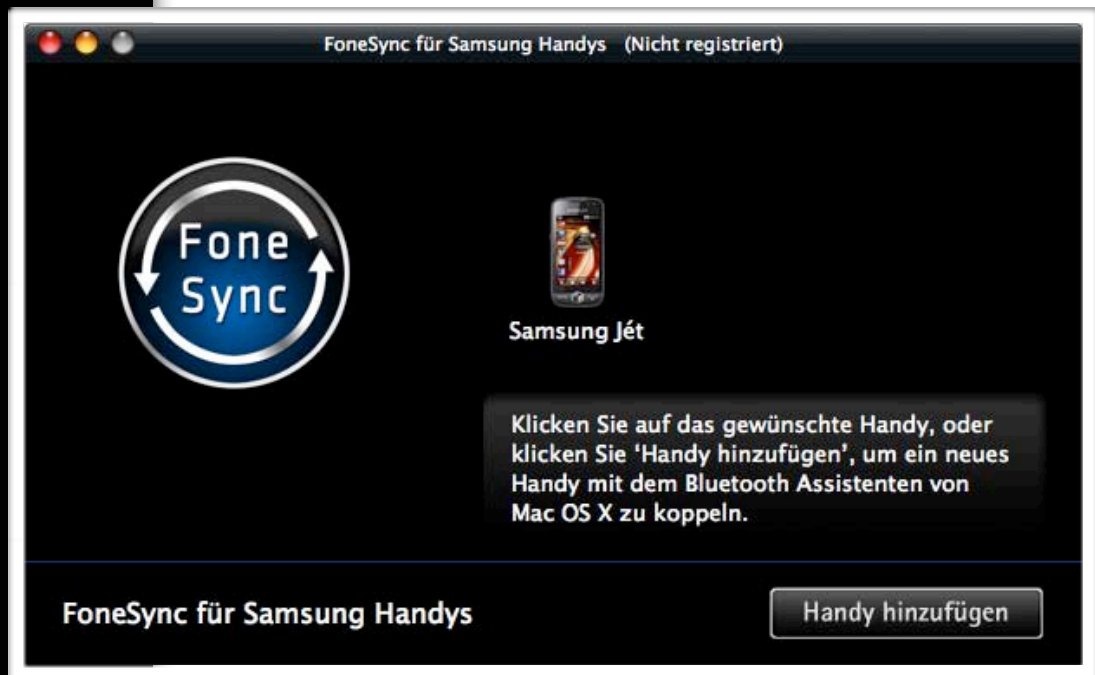 FoneSync für Samsung Handys (Nicht registriert)
Fone
Sync
Samsung Jét
Klicken Sie auf das gewünschte Handy, oder
klicken Sie ‘Handy hinzufügen’, um ein neues
Handy mit dem Bluetooth Assistenten von
Mac OS X zu koppeln.
FoneSync für Samsung Handys
Handy hinzufügen